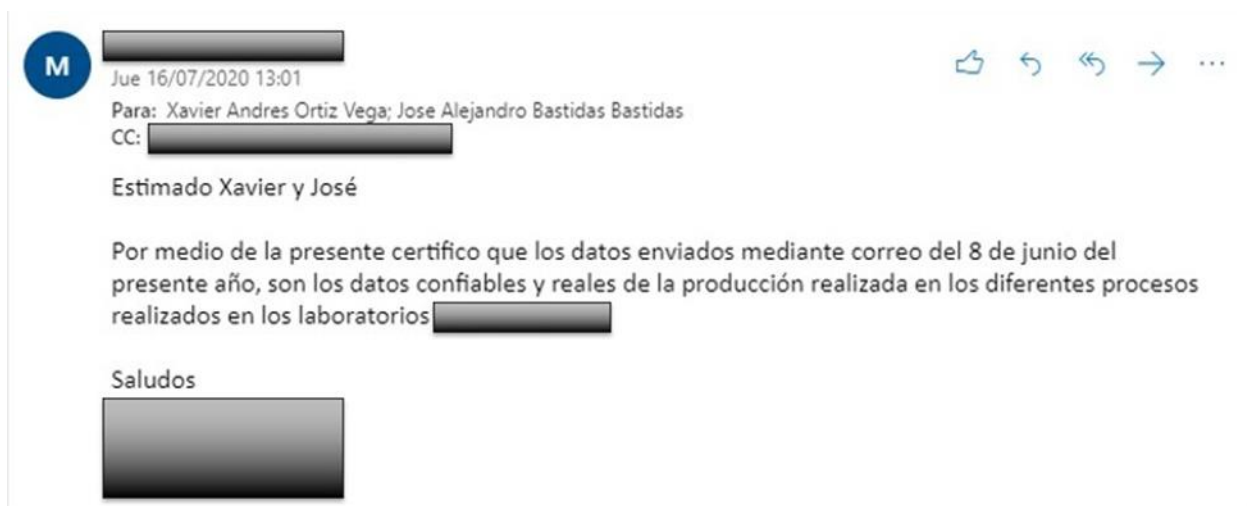 M
Jue 16/07/2020 13:01
Para: Xavier Andres Ortiz Vega; Jose Alejandro Bastidas Bastidas
CC:
Estimado Xavier y José
Por medio de la presente certifico que los datos enviados mediante correo del 8 de junio del
presente año, son los datos confiables y reales de la producción realizada en los diferentes procesos
realizados en los laboratorios
Saludos